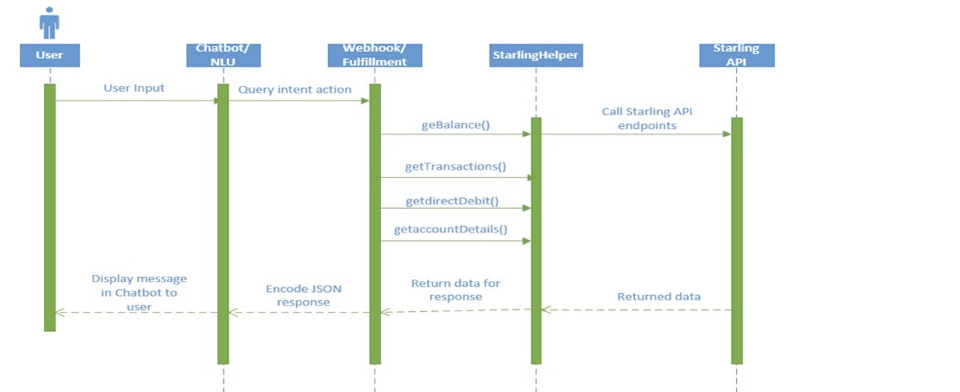 User
Chatbot/
NLU
Webhook/
Fulfillment
StarlingHelper
Starling
API
User Input
Query intent action
geBalance()
Call Starling API
endpoints
getTransactions()
getdirectDebit()
getaccountDetails()
Display message
in Chatbot to
user
Encode JSON
response
Return data for
response
Returned data